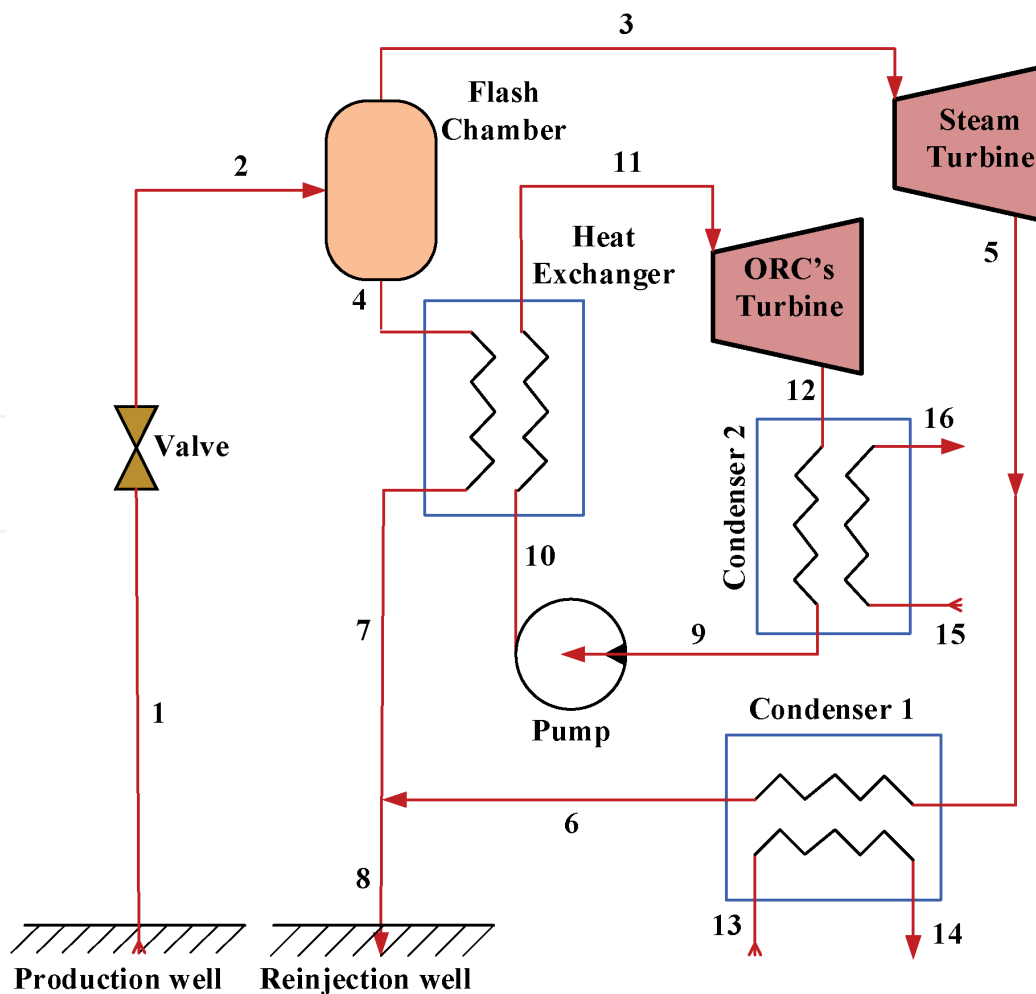 3
Flash
Chamber
Steam
Turbine
2
11
Heat
Exchanger
5
ORC's
Turbine
4
12
16
Valve
Condenser 2
10
7
9
15
1
Pump
Condenser 1
6
8
13
14
Production well
Reinjection well